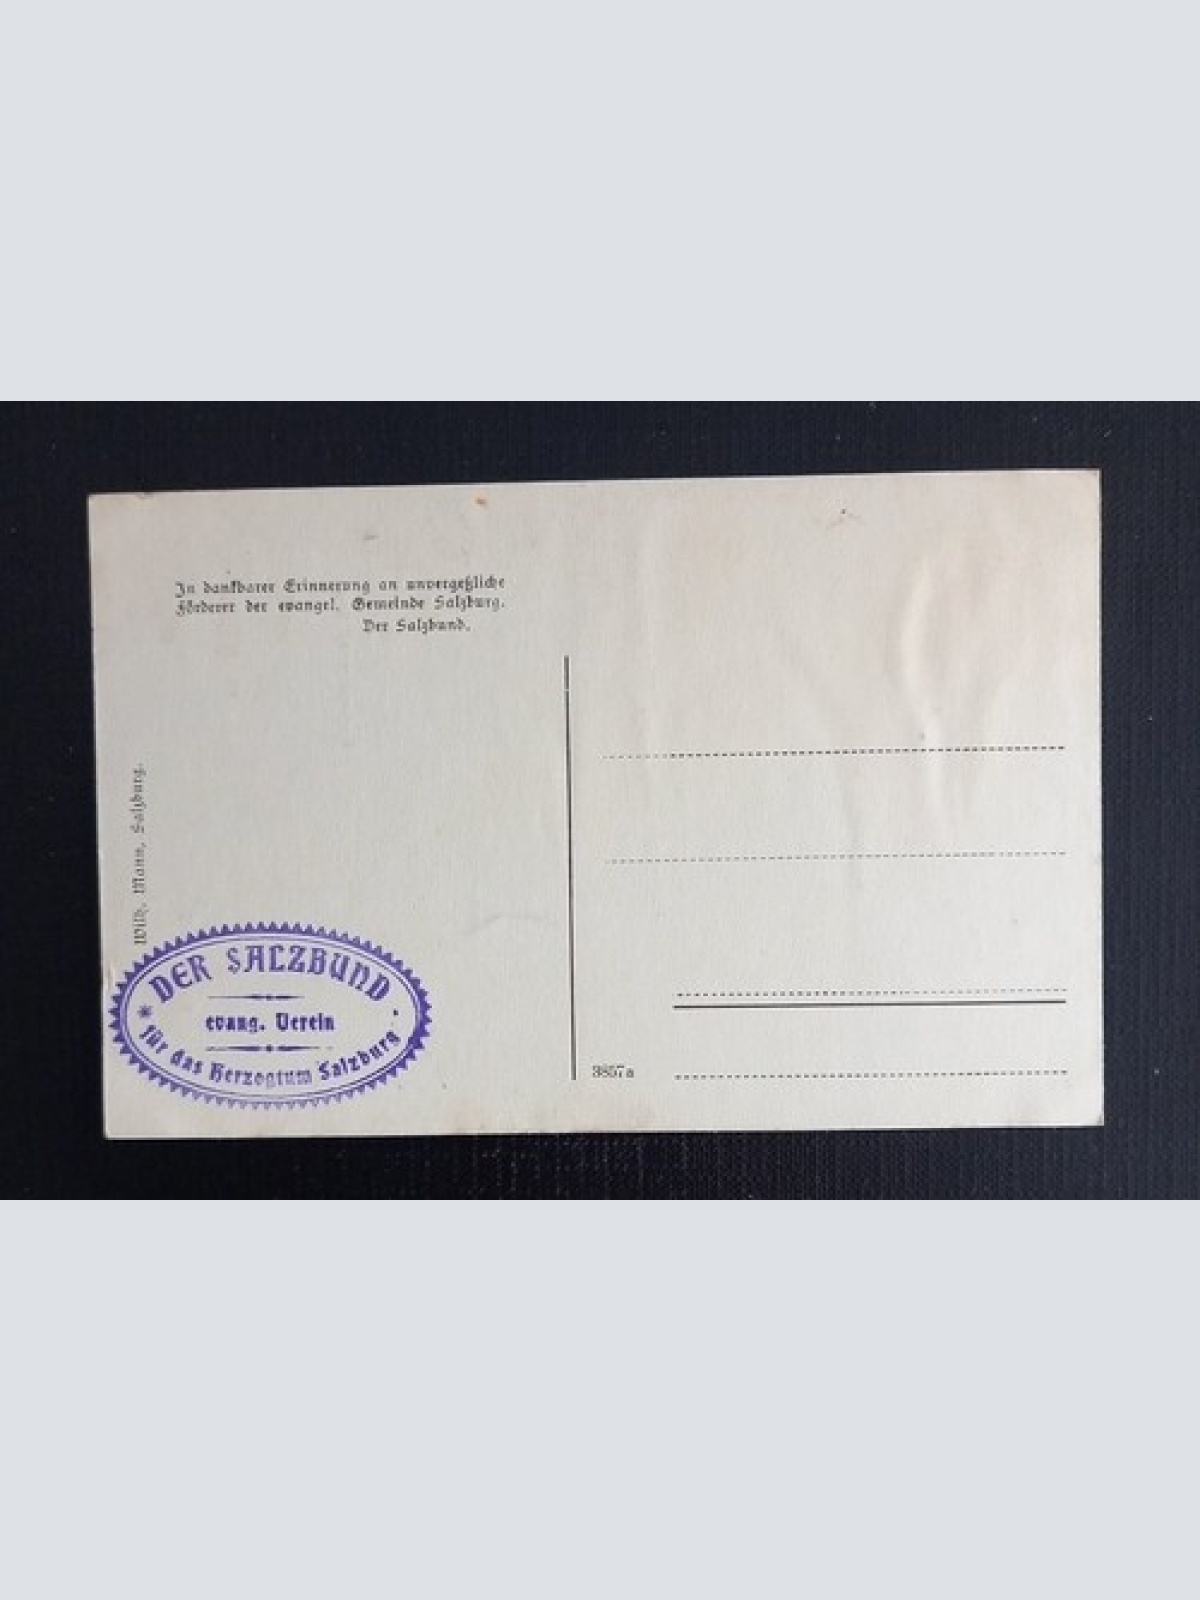 In dankbarer Erinnerung an unvergeßliche
Förderer der evangel. Gemeinde Salzburg.
Der Salzbund.
Wilh. Mann, Salzburg.
* DER SALZBUND
evang. Verein
für das Herzogtum Salzburg.
3857a